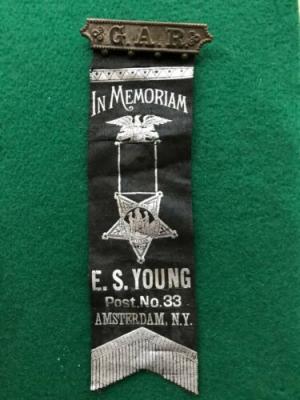 G.A.R.
IN MEMORIAM
E. S. YOUNG
Post. No. 33
AMSTERDAM, N.Y.